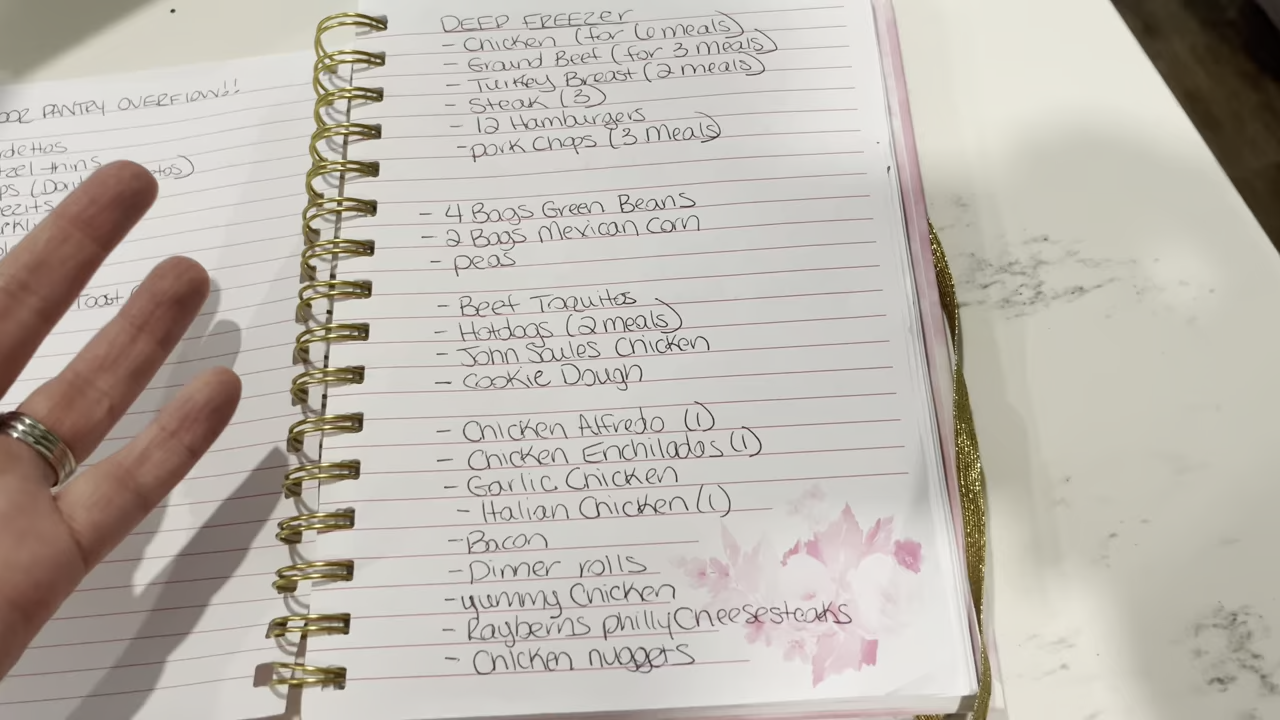 PANTRY OVERFLOW!!
Toast
DEEP FREEZER
- Chicken (for 6 meals)
- Ground Beef (for 3 meals)
- Turkey Breast (2 meals)
- Steak (3)
- 12 Hamburgers
- pork Chops (3 Meals)
- 4 Bags Green Beans
- 2 Bags Mexican Corn
- peas
- Beef Taquitos
- Hotdogs (2 meals)
- John Soules Chicken
- Cookie Dough
- Chicken Alfredo (1)
- Chicken Enchiladas (1)
- Garlic Chicken
- Italian Chicken (1)
- Bacon
- Dinner rolls
- yummy Chicken
- Rayberns philly Cheesesteaks
- Chicken nuggets